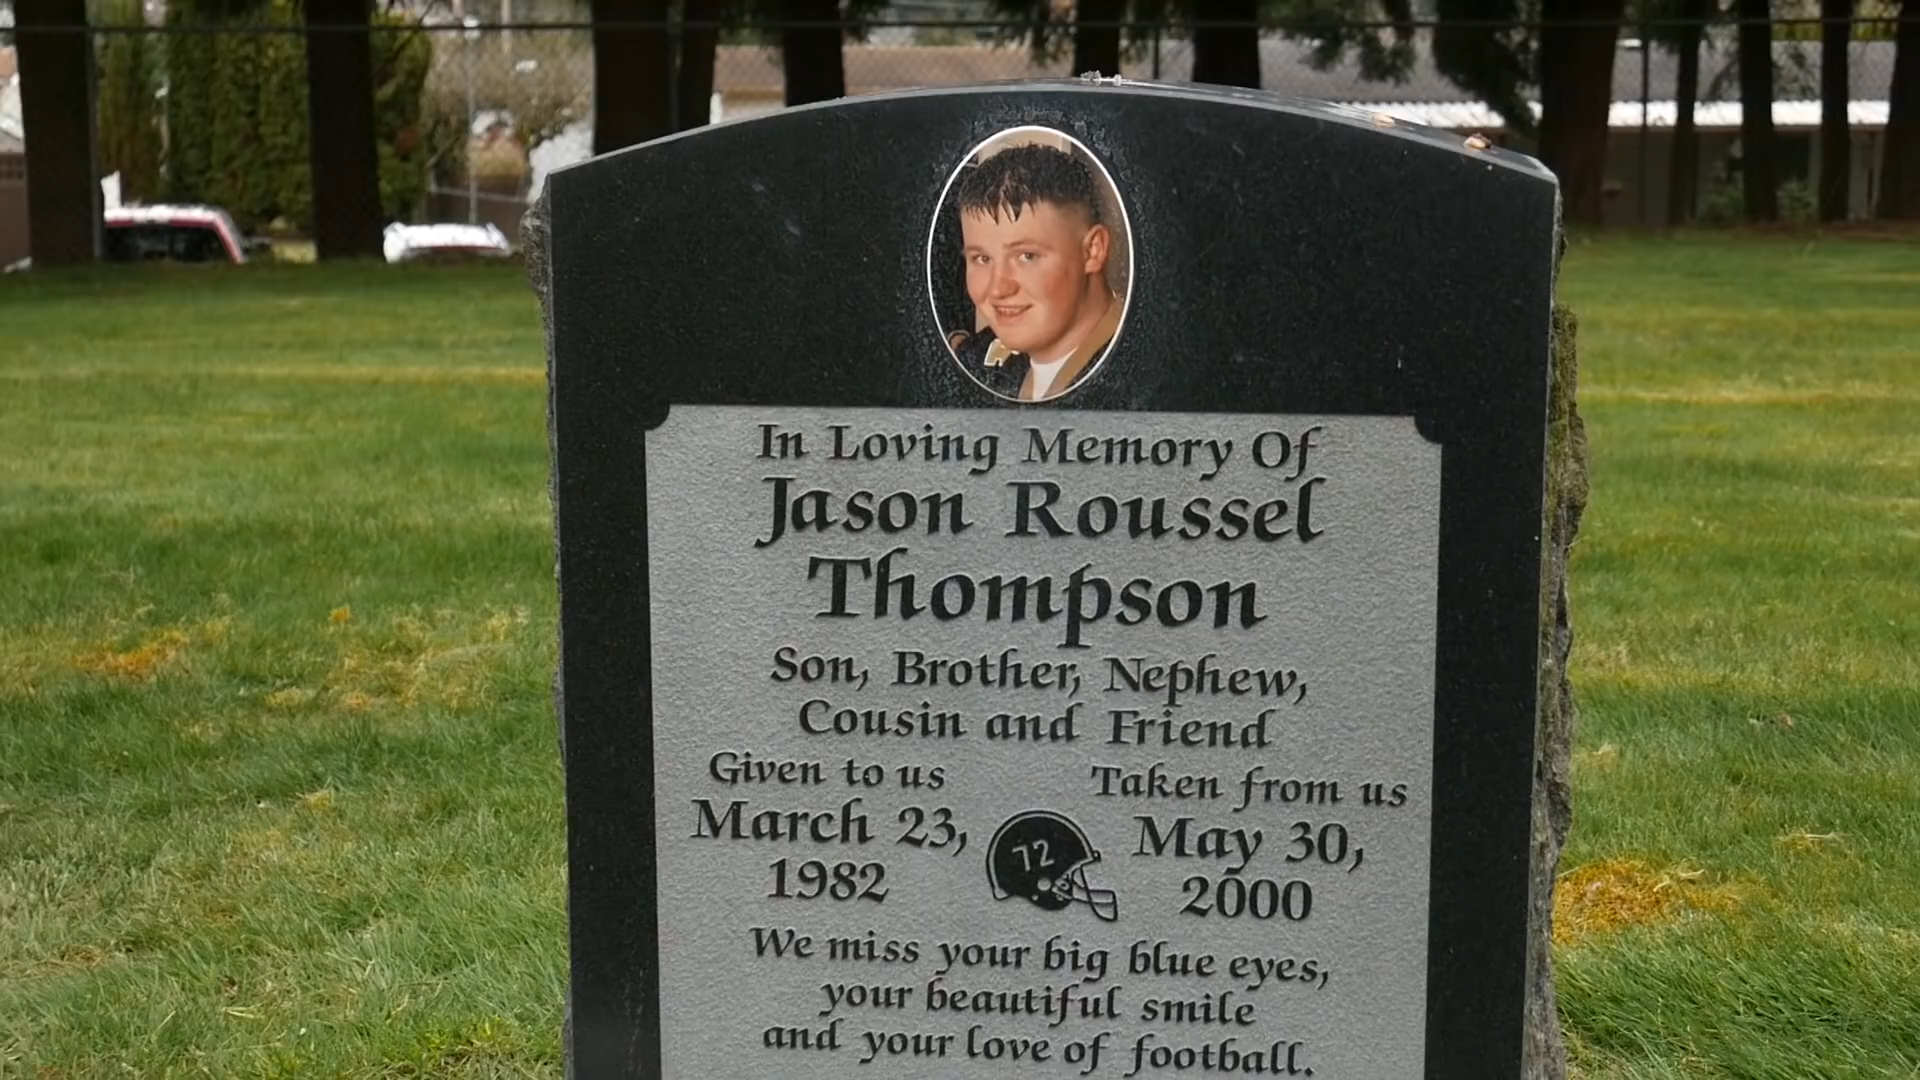 In Loving Memory Of
Jason Roussel
Thompson
Son, Brother, Nephew,
Cousin and Friend
Given to us
March 23,
1982
72
Taken from us
May 30,
2000
We miss your big blue eyes,
your beautiful smile
and your love of football.